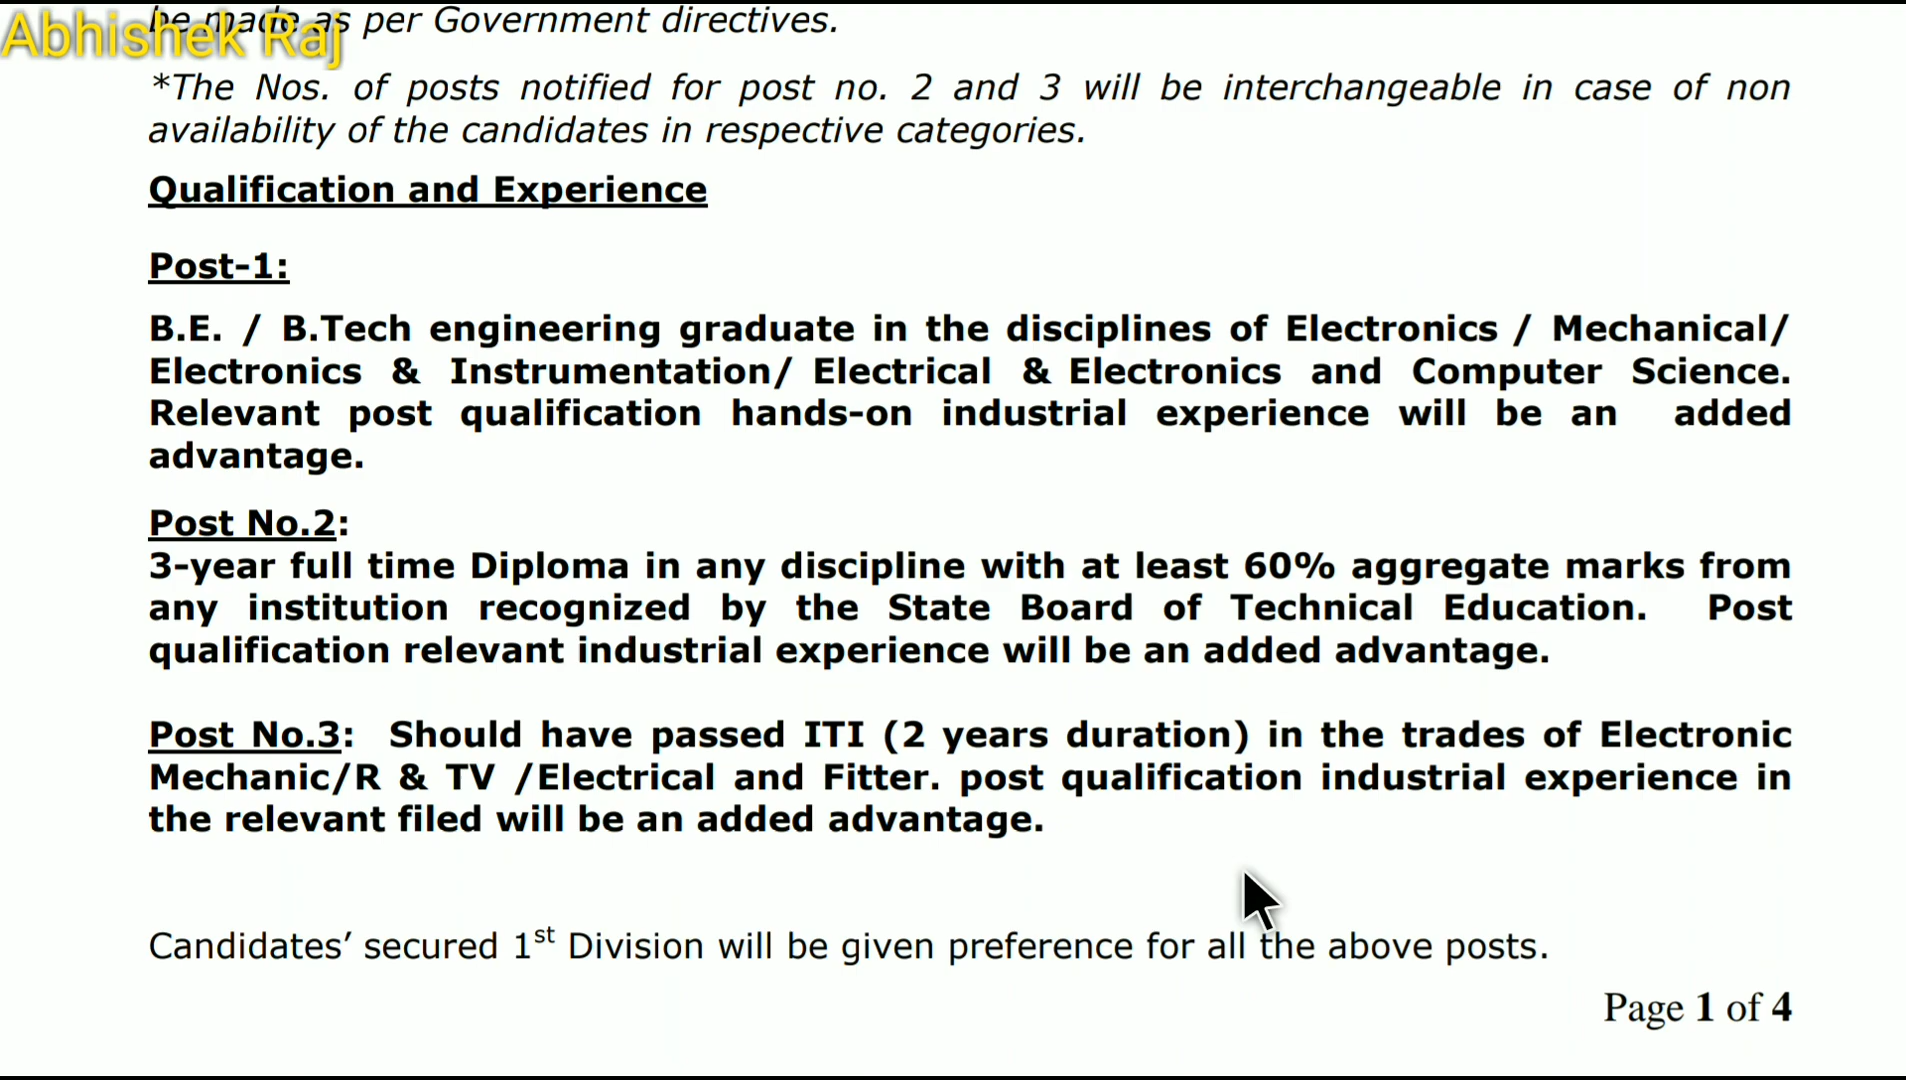 be made as per Government directives.
Abhishek Raj
*The Nos. of posts notified for post no. 2 and 3 will be interchangeable in case of non
availability of the candidates in respective categories.
Qualification and Experience
Post-1:
B.E. / B.Tech engineering graduate in the disciplines of Electronics / Mechanical/
Electronics & Instrumentation/ Electrical & Electronics and Computer Science.
Relevant post qualification hands-on industrial experience will be an added
advantage.
Post No.2:
3-year full time Diploma in any discipline with at least 60% aggregate marks from
any institution recognized by the State Board of Technical Education. Post
qualification relevant industrial experience will be an added advantage.
Post No.3: Should have passed ITI (2 years duration) in the trades of Electronic
Mechanic/R & TV /Electrical and Fitter. post qualification industrial experience in
the relevant filed will be an added advantage.
Candidates’ secured 1st Division will be given preference for all the above posts.
Page 1 of 4